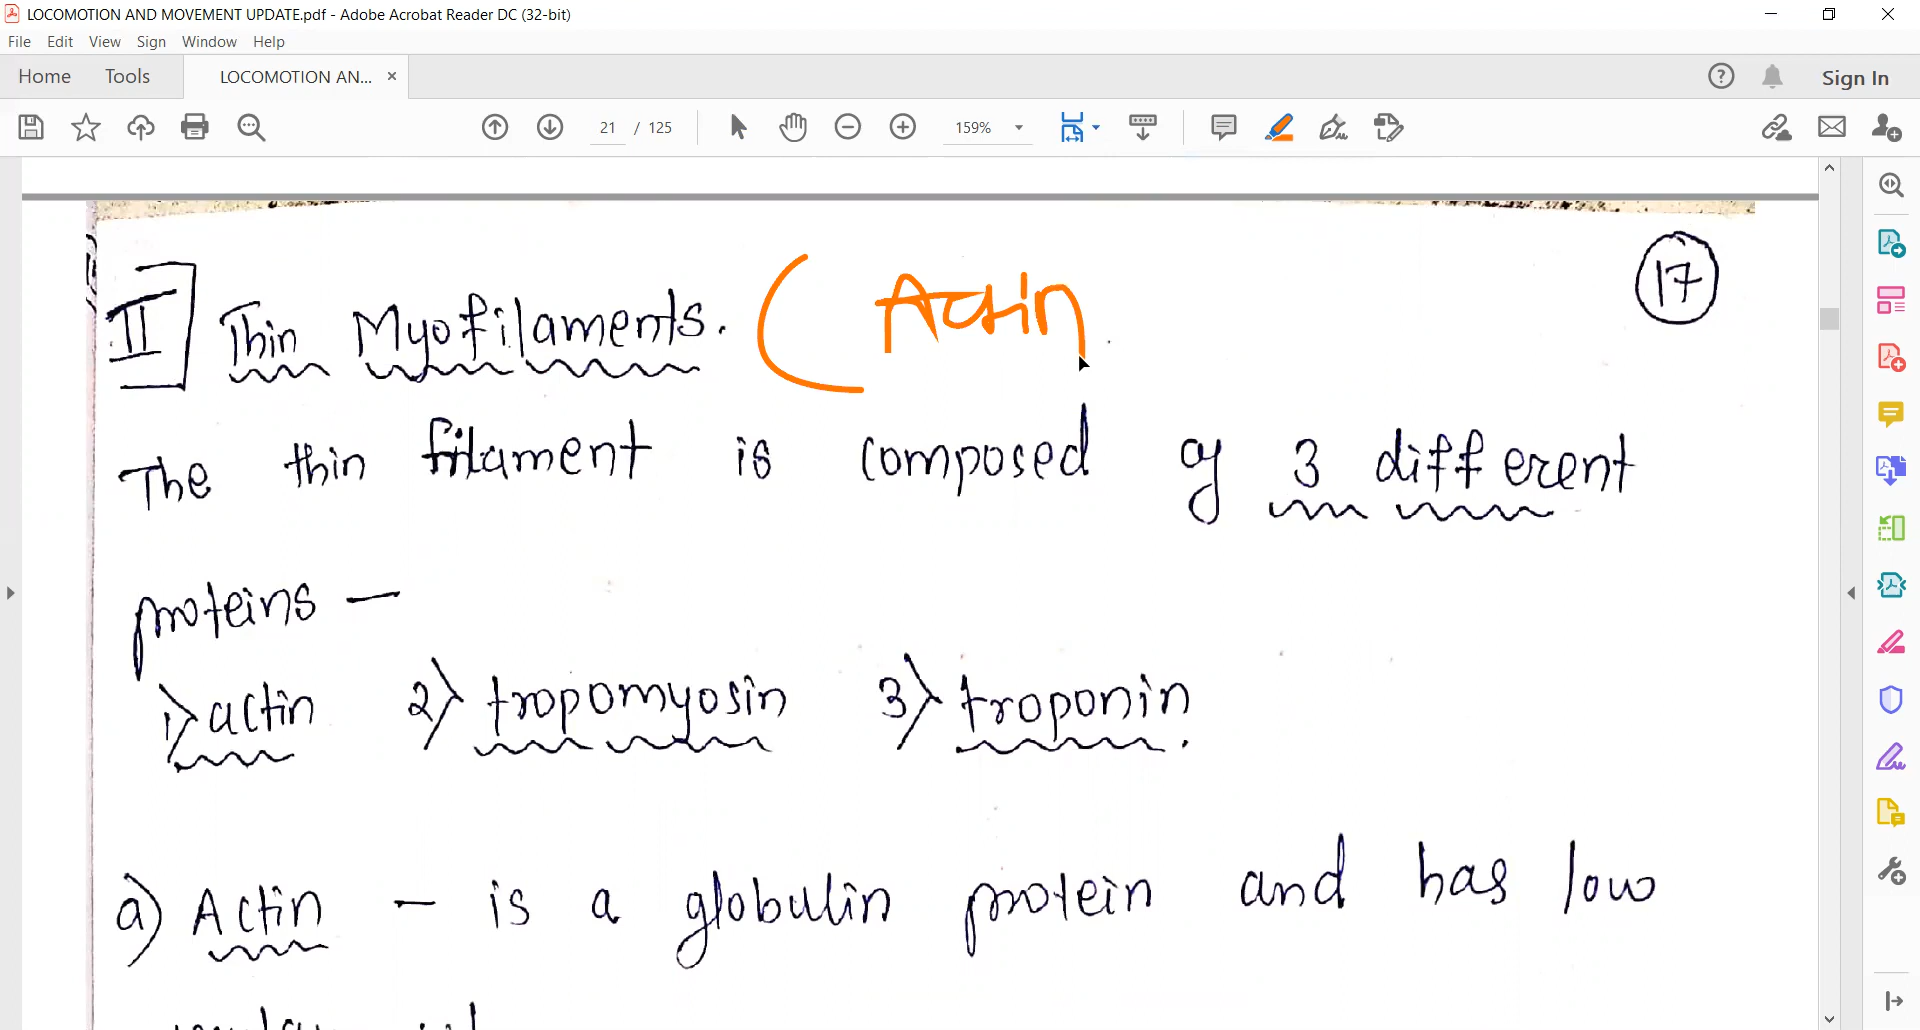 LOCOMOTION AND MOVEMENT UPDATE.pdf - Adobe Acrobat Reader DC (32-bit)
File Edit View Sign Window Help
Home Tools LOCOMOTION AN... × Sign In
21 / 125 159%
II Thin Myofilaments. ( Actin 17
The thin filament is composed of 3 different
proteins —
1) actin 2) tropomyosin 3) troponin.
a) Actin — is a globulin protein and has low